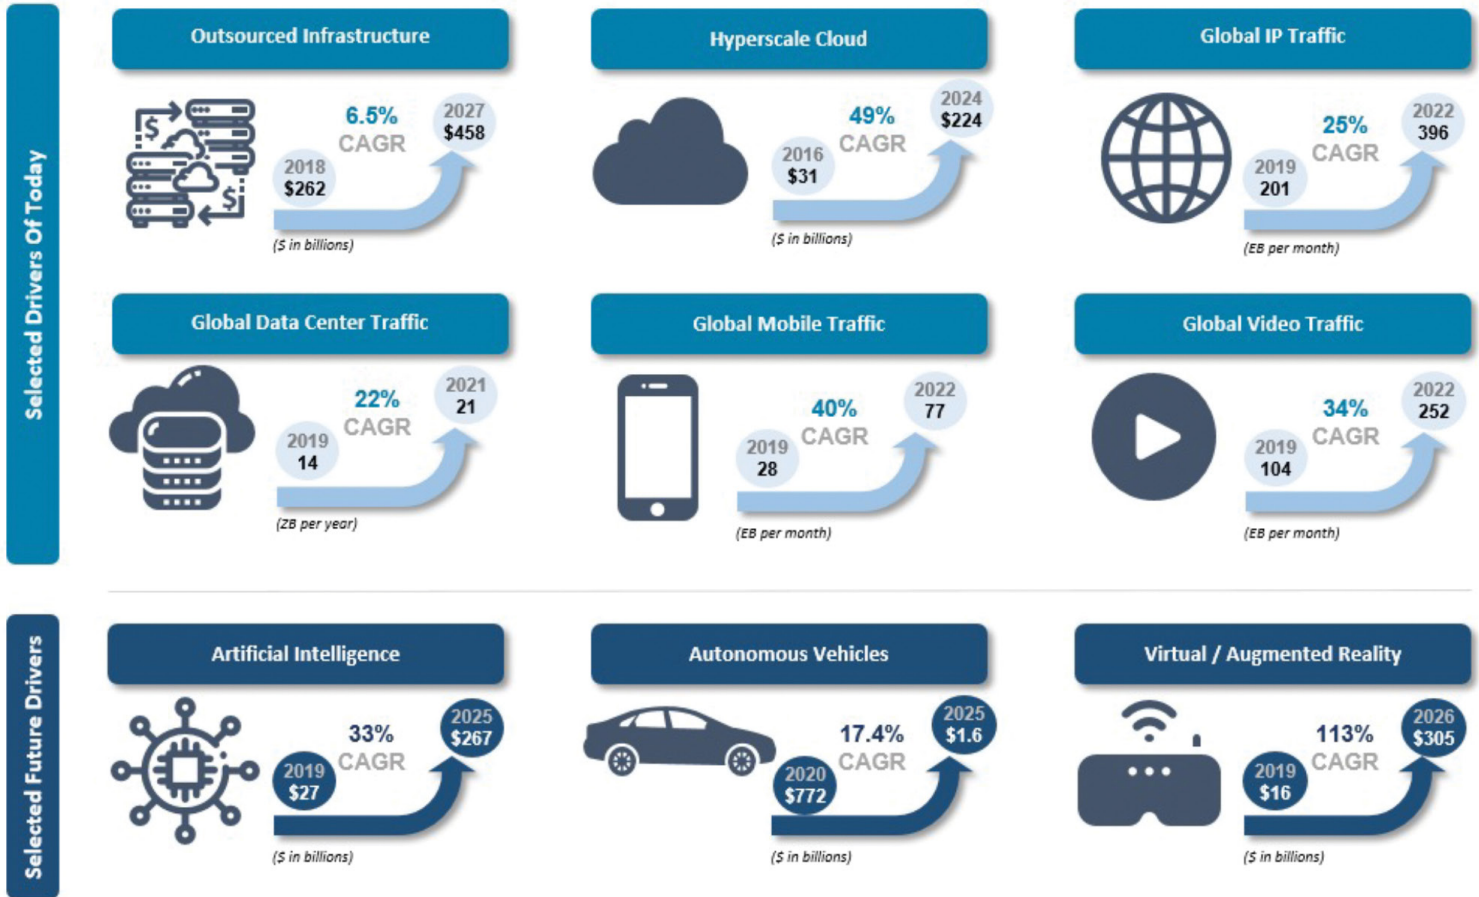 Selected Drivers Of Today
Outsourced Infrastructure
$
$
6.5%
CAGR
2018
$262
2027
$458
($ in billions)
Hyperscale Cloud
49%
CAGR
2016
$31
2024
$224
($ in billions)
Global IP Traffic
25%
CAGR
2019
201
2022
396
(EB per month)
Global Data Center Traffic
22%
CAGR
2019
14
2021
21
(ZB per year)
Global Mobile Traffic
40%
CAGR
2019
28
2022
77
(EB per month)
Global Video Traffic
34%
CAGR
2019
104
2022
252
(EB per month)
Selected Future Drivers
Artificial Intelligence
33%
CAGR
2019
$27
2025
$267
($ in billions)
Autonomous Vehicles
17.4%
CAGR
2020
$772
2025
$1.6
($ in billions)
Virtual / Augmented Reality
113%
CAGR
2019
$16
2026
$305
($ in billions)